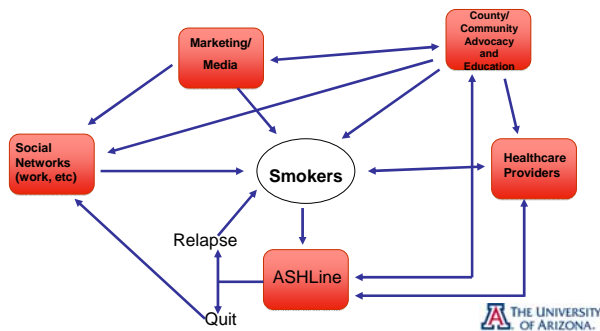 Marketing/
Media
County/
Community
Advocacy
and
Education
Social
Networks
(work, etc)
Smokers
Healthcare
Providers
Relapse
ASHLine
Quit
A
THE UNIVERSITY
OF ARIZONA.